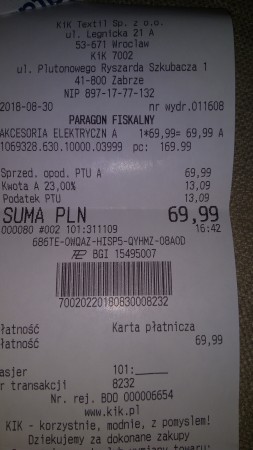 KiK Textil Sp. z o.o.
ul. Legnicka 21 A
53-671 Wrocław
KiK 7002
ul. Plutonowego Ryszarda Szkubacza 1
41-800 Zabrze
NIP 897-17-77-132
2018-08-30 nr wydr.011608
PARAGON FISKALNY
AKCESORIA ELEKTRYCZN A 1*69,99= 69,99 A
1069328.630.10000.03999 pc: 169.99
Sprzed. opod. PTU A 69,99
Kwota A 23,00% 13,09
Podatek PTU 13,09
SUMA PLN 69,99
000080 #002 101:311109 16:42
6B6TE-OWQAZ-HISP5-QYHMZ-08AOD
BGI 15495007
70020220180830008232
łatność Karta płatnicza
łatność 69,99
asjer 101:
r transakcji 8232
Nr. rej. BDO 000006654
www.kik.pl
KIK - korzystnie, modnie, z pomysłem!
Dziękujemy za dokonane zakupy